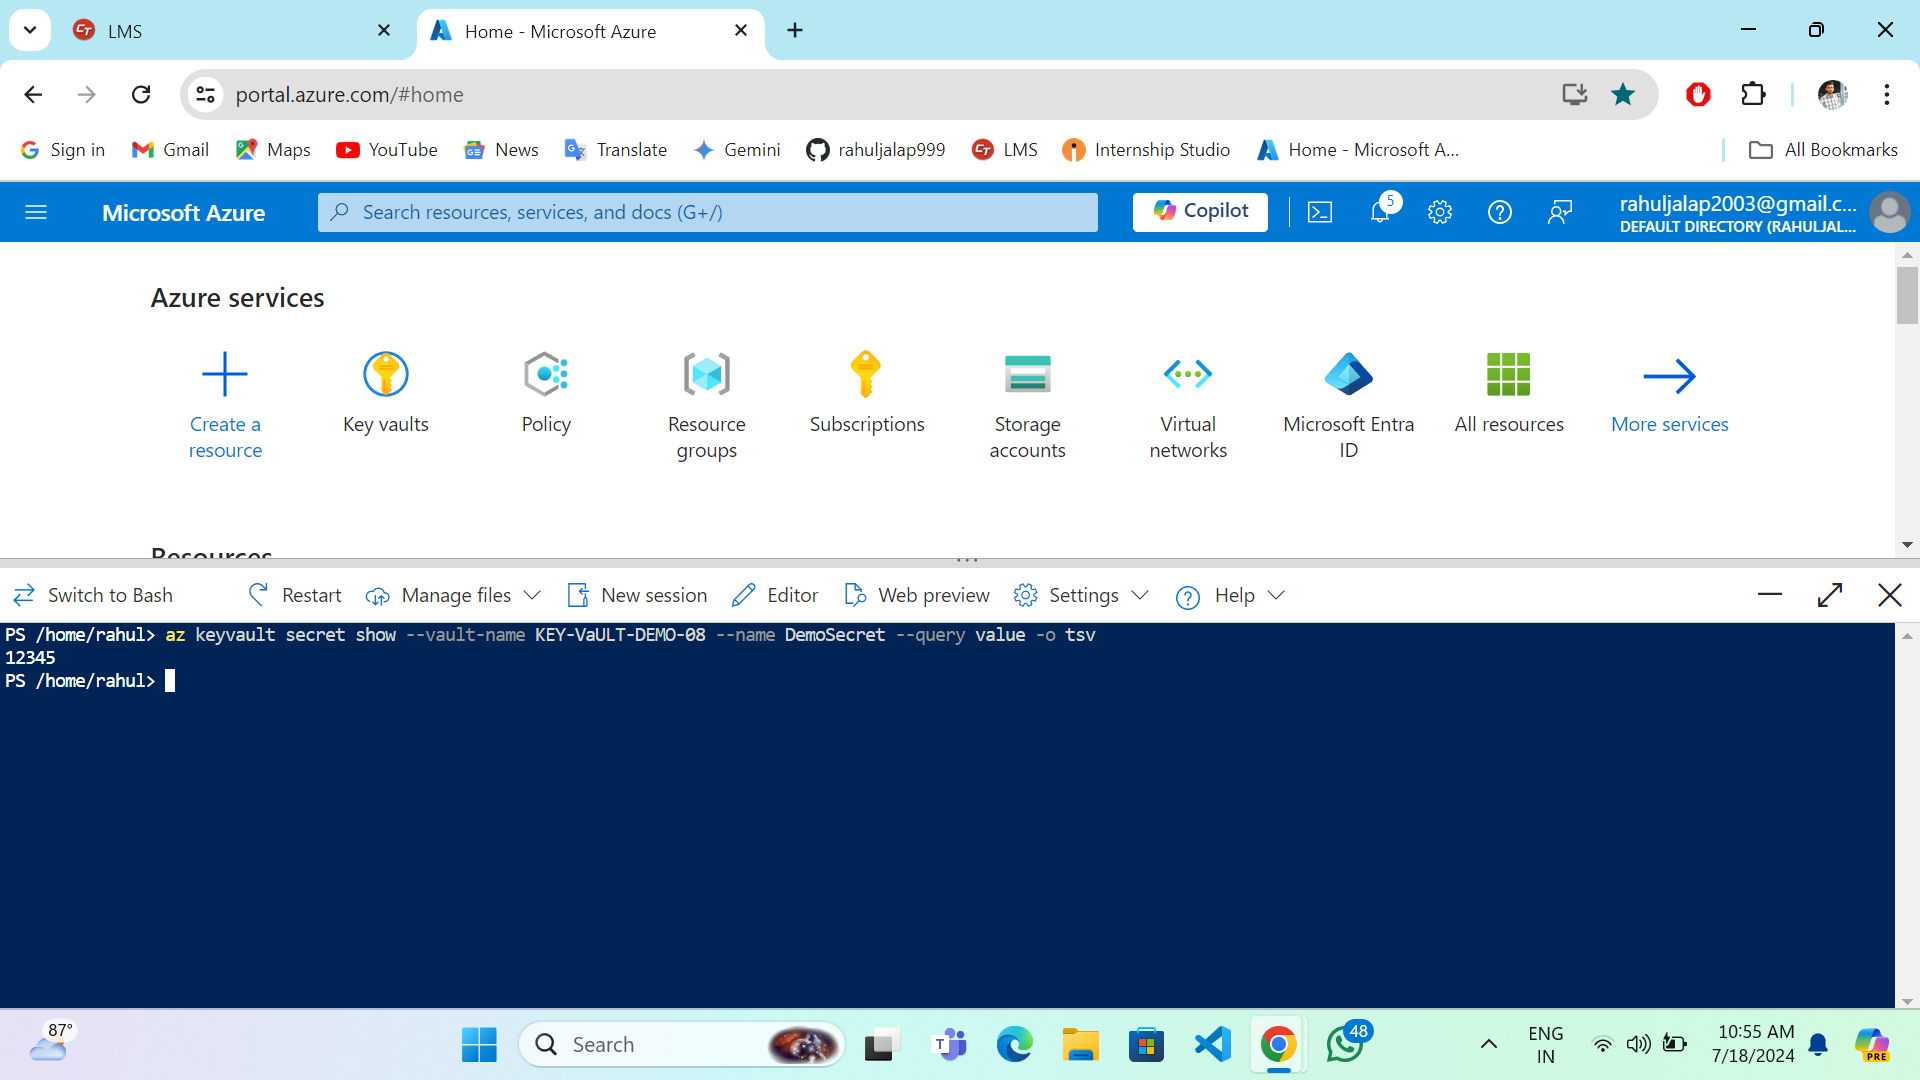 LMS
Home - Microsoft Azure
portal.azure.com/#home
Sign in
Gmail
Maps
YouTube
News
Translate
Gemini
rahuljalap999
LMS
Internship Studio
Home - Microsoft A...
All Bookmarks
Microsoft Azure
Search resources, services, and docs (G+/)
Copilot
5
rahuljalap2003@gmail.c...
DEFAULT DIRECTORY (RAHULJAL...
Azure services
Create a
resource
Key vaults
Policy
Resource
groups
Subscriptions
Storage
accounts
Virtual
networks
Microsoft Entra
ID
All resources
More services
Resources
Switch to Bash
Restart
Manage files
New session
Editor
Web preview
Settings
Help
PS /home/rahul> az keyvault secret show --vault-name KEY-VaULT-DEMO-08 --name DemoSecret --query value -o tsv
12345
PS /home/rahul>
87°
Search
48
ENG
IN
10:55 AM
7/18/2024
PRE